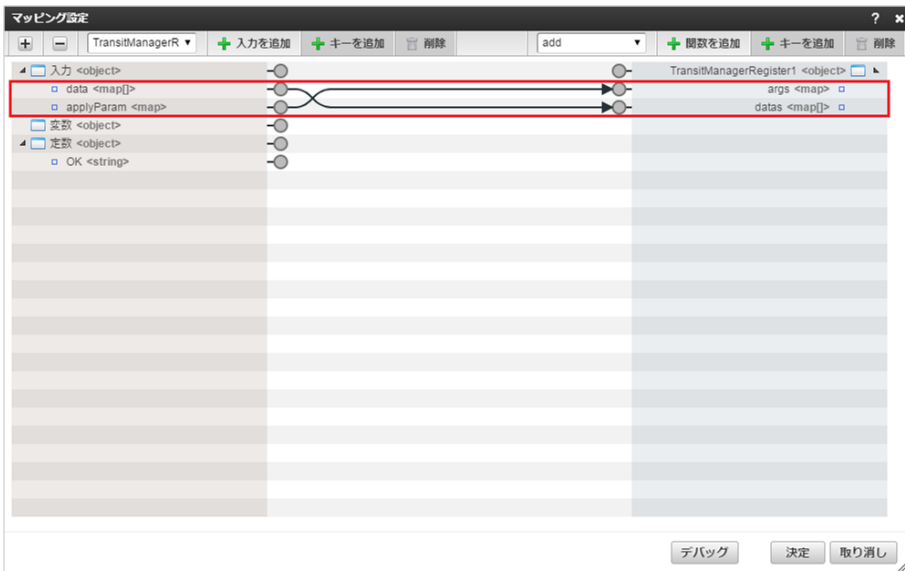 マッピング設定 ? ×
TransitManagerR ▼ 入力を追加 キーを追加 削除 add ▼ 関数を追加 キーを追加 削除
入力 <object> TransitManagerRegister1 <object>
data <map[]> args <map>
applyParam <map> datas <map[]>
変数 <object>
定数 <object>
OK <string>
デバッグ 決定 取り消し